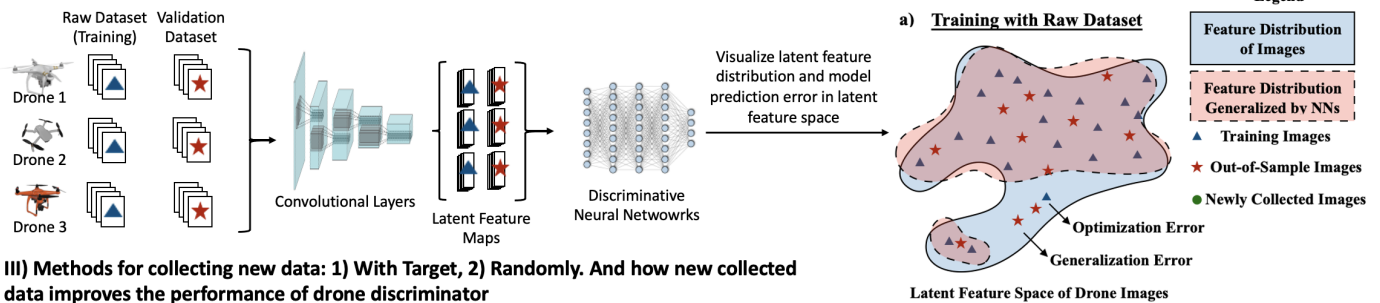 Raw Dataset
(Training)
Validation
Dataset
Drone 1
Drone 2
Drone 3
Convolutional Layers
Latent Feature
Maps
Discriminative
Neural Netowrks
Visualize latent feature
distribution and model
prediction error in latent
feature space
a) Training with Raw Dataset
Optimization Error
Generalization Error
Latent Feature Space of Drone Images
Legend
Feature Distribution
of Images
Feature Distribution
Generalized by NNs
Training Images
Out-of-Sample Images
Newly Collected Images
III) Methods for collecting new data: 1) With Target, 2) Randomly. And how new collected
data improves the performance of drone discriminator